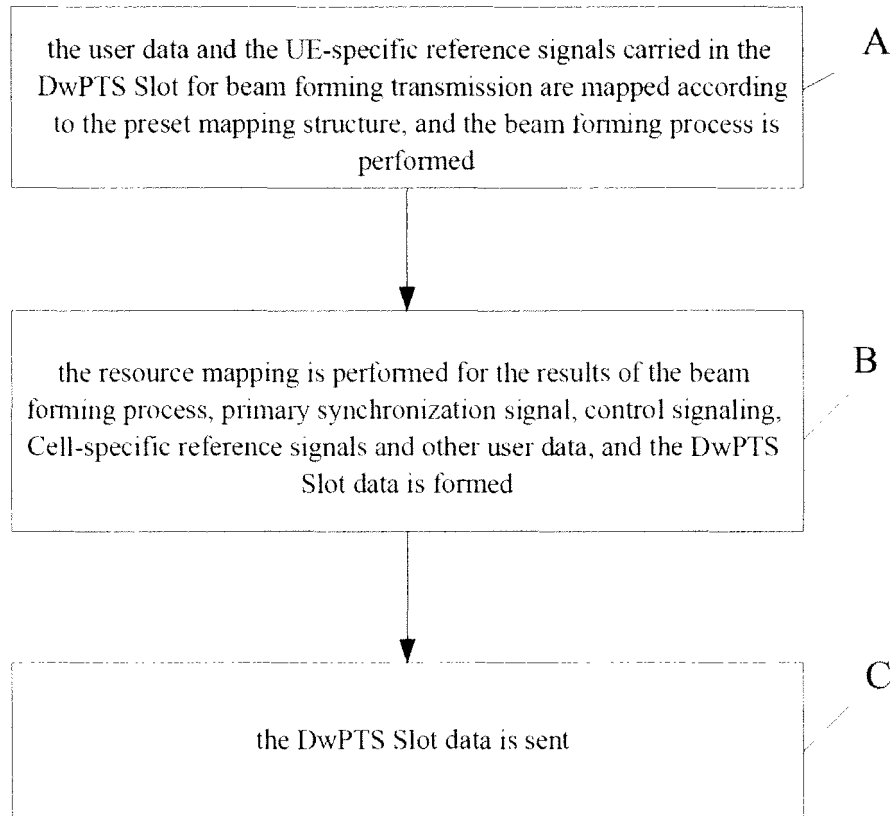 the user data and the UE-specific reference signals carried in the
DwPTS Slot for beam forming transmission are mapped according
to the preset mapping structure, and the beam forming process is
performed
A
the resource mapping is performed for the results of the beam
forming process, primary synchronization signal, control signaling,
Cell-specific reference signals and other user data, and the DwPTS
Slot data is formed
B
the DwPTS Slot data is sent
C